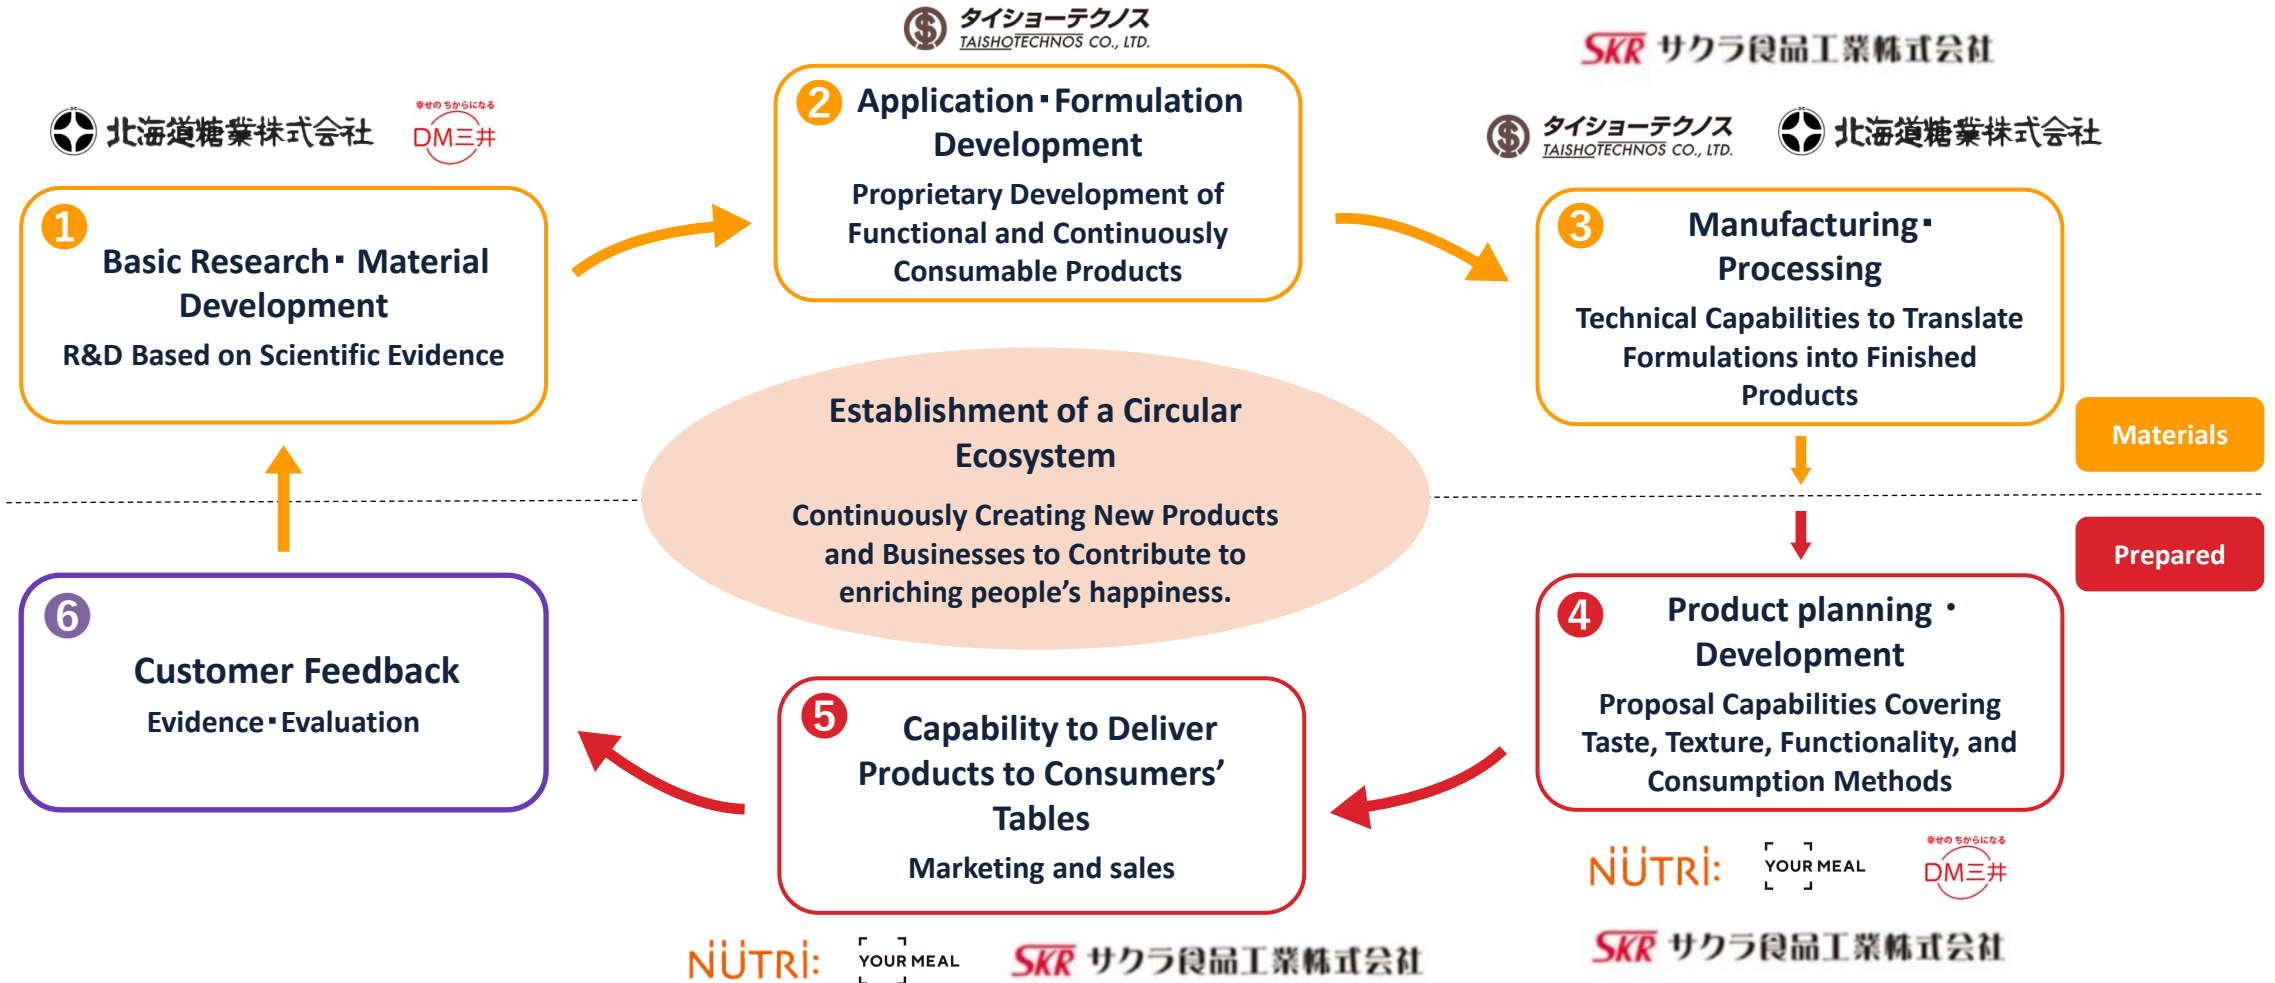 タイショーテクノス
TAISHOTECHNOS CO., LTD.
SKR サクラ食品工業株式会社
北海道糖業株式会社
幸せのちからになる
DM三井
タイショーテクノス
TAISHOTECHNOS CO., LTD.
北海道糖業株式会社
1
Basic Research▪ Material
Development
R&D Based on Scientific Evidence
2
Application▪Formulation
Development
Proprietary Development of
Functional and Continuously
Consumable Products
3
Manufacturing▪
Processing
Technical Capabilities to Translate
Formulations into Finished
Products
Establishment of a Circular
Ecosystem
Continuously Creating New Products
and Businesses to Contribute to
enriching people’s happiness.
Materials
Prepared
4
Product planning・
Development
Proposal Capabilities Covering
Taste, Texture, Functionality, and
Consumption Methods
NÜTRI:
YOUR MEAL
幸せのちからになる
DM三井
SKR サクラ食品工業株式会社
5
Capability to Deliver
Products to Consumers’
Tables
Marketing and sales
NÜTRI:
YOUR MEAL
SKR サクラ食品工業株式会社
6
Customer Feedback
Evidence▪Evaluation